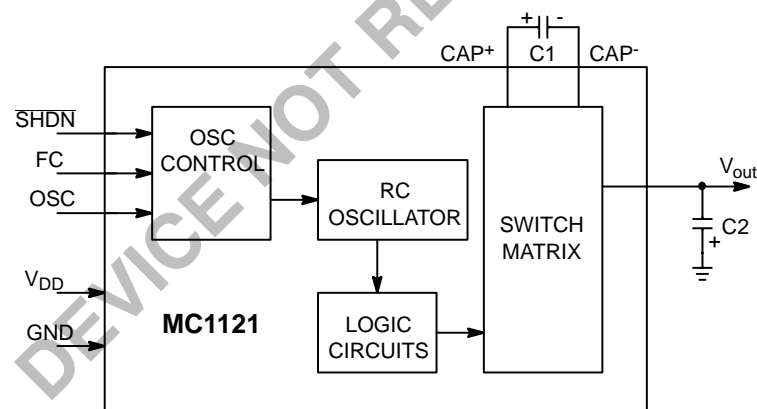 CAP+
+ -
C1
CAP-
SHDN
FC
OSC
VDD
GND
OSC
CONTROL
RC
OSCILLATOR
LOGIC
CIRCUITS
SWITCH
MATRIX
MC1121
Vout
C2
+
DEVICE NOT